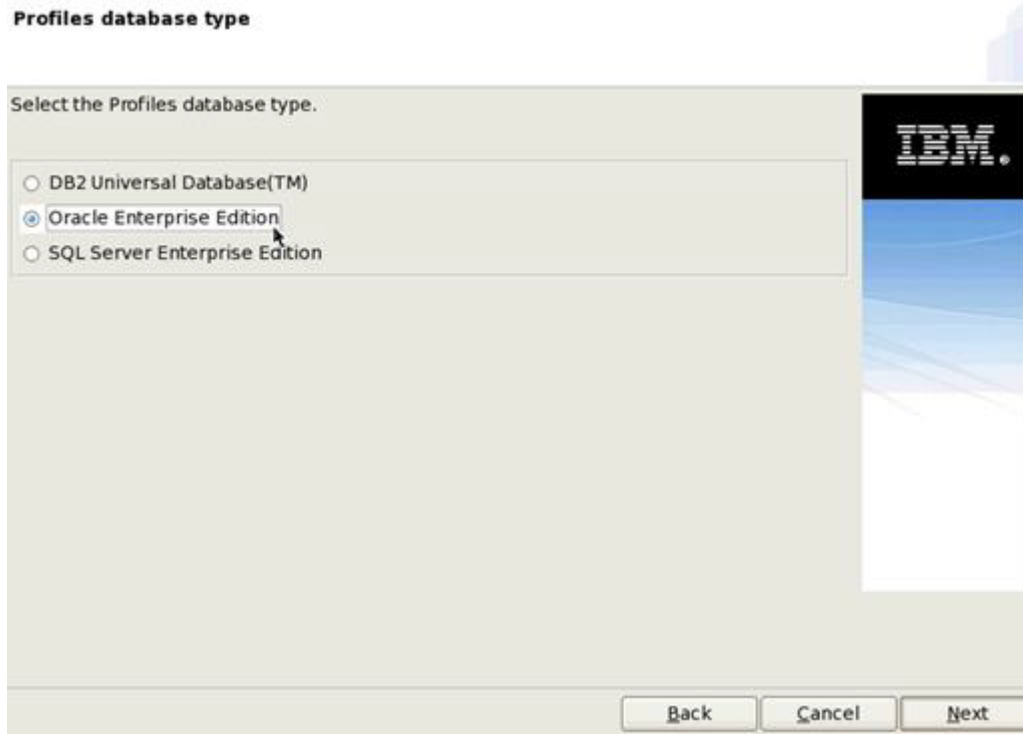 Profiles database type
Select the Profiles database type.
IBM.
DB2 Universal Database(TM)
Oracle Enterprise Edition
SQL Server Enterprise Edition
Back
Cancel
Next